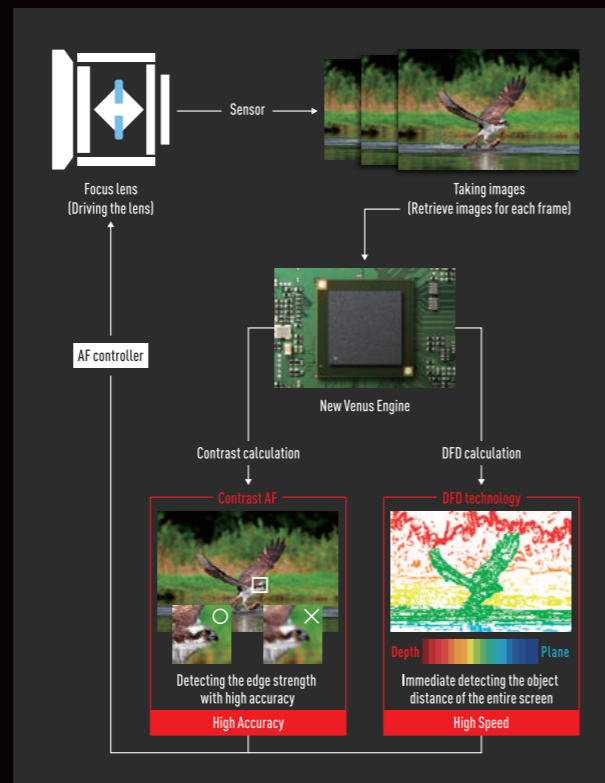 Sensor
Focus lens
(Driving the lens)
Taking images
(Retrieve images for each frame)
AF controller
New Venus Engine
Contrast calculation
DFD calculation
Contrast AF
DFD technology
Depth
Plane
Detecting the edge strength
with high accuracy
Immediate detecting the object
distance of the entire screen
High Accuracy
High Speed